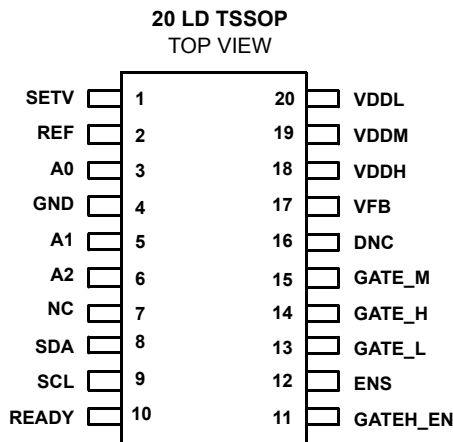 20 LD TSSOP
TOP VIEW
SETV 1 20 VDDL
REF 2 19 VDDM
A0 3 18 VDDH
GND 4 17 VFB
A1 5 16 DNC
A2 6 15 GATE_M
NC 7 14 GATE_H
SDA 8 13 GATE_L
SCL 9 12 ENS
READY 10 11 GATEH_EN